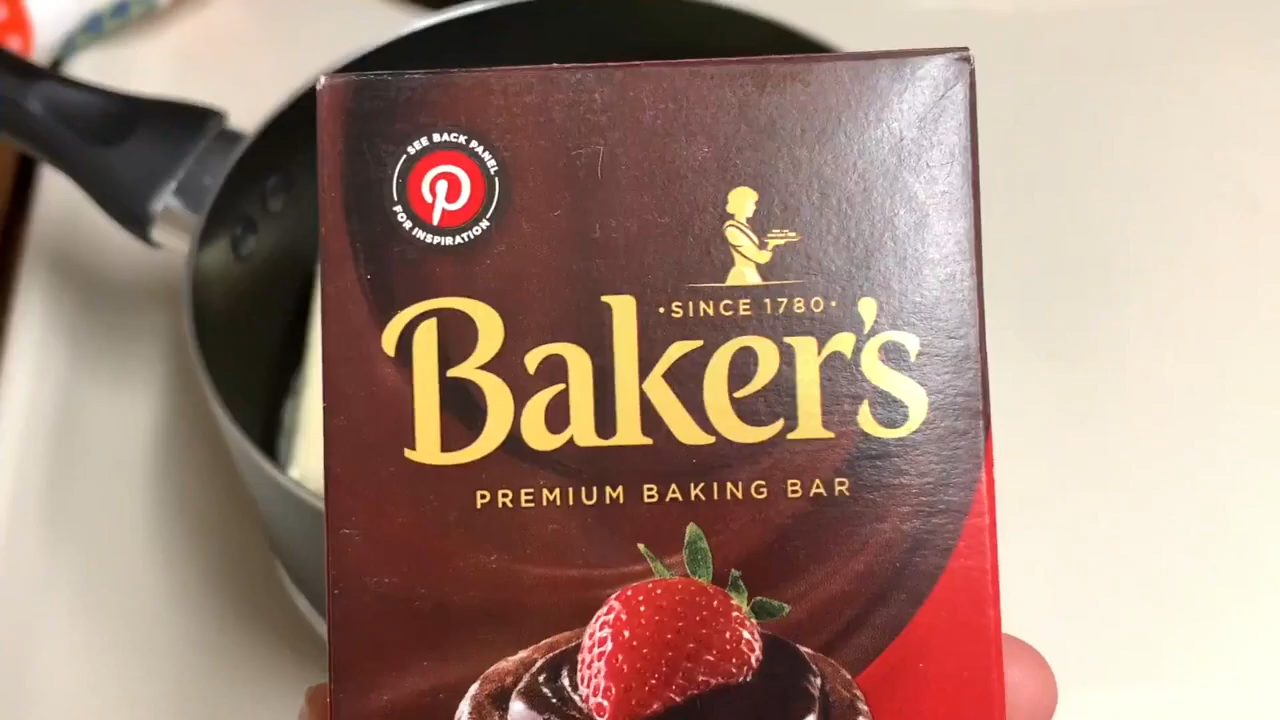 SEE BACK PANEL
FOR INSPIRATION
•SINCE 1780•
Baker's
PREMIUM BAKING BAR